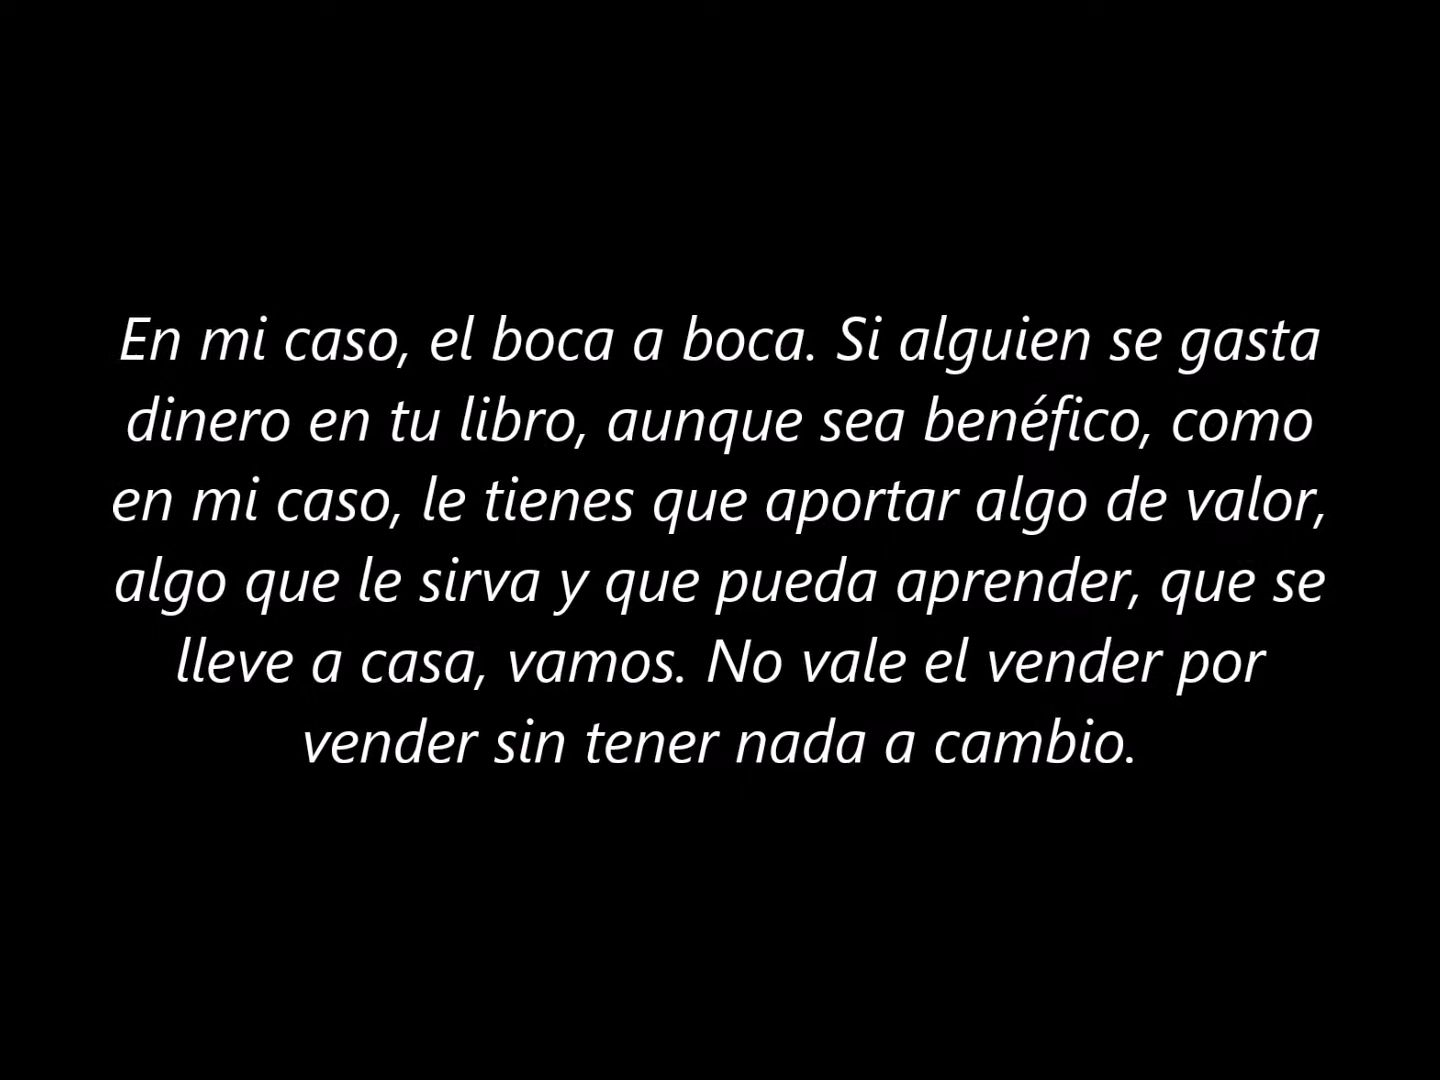 En mi caso, el boca a boca. Si alguien se gasta
dinero en tu libro, aunque sea benéfico, como
en mi caso, le tienes que aportar algo de valor,
algo que le sirva y que pueda aprender, que se
lleve a casa, vamos. No vale el vender por
vender sin tener nada a cambio.